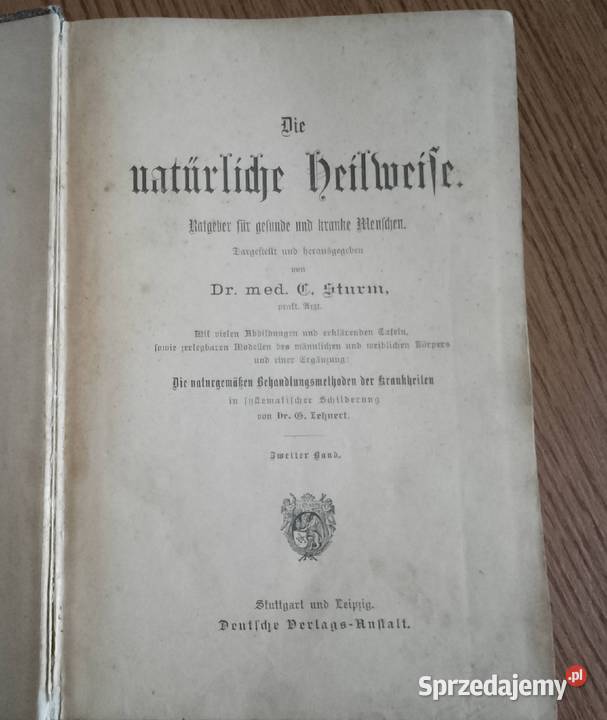 Die
natürliche Heilweise.
Ratgeber für gesunde und kranke Menschen.
Dargestellt und herausgegeben
von
Dr. med. C. Sturm,
prakt. Arzt.
Mit vielen Abbildungen und erklärenden Tafeln,
sowie zerlegbaren Modellen des männlichen und weiblichen Körpers
und einer Ergänzung:
Die naturgemäßen Behandlungsmethoden der Krankheiten
in systematischer Schilderung
von Dr. G. Lehnert.
Zweiter Band.
Stuttgart und Leipzig.
Deutsche Verlags-Anstalt.
Sprzedajemy.pl